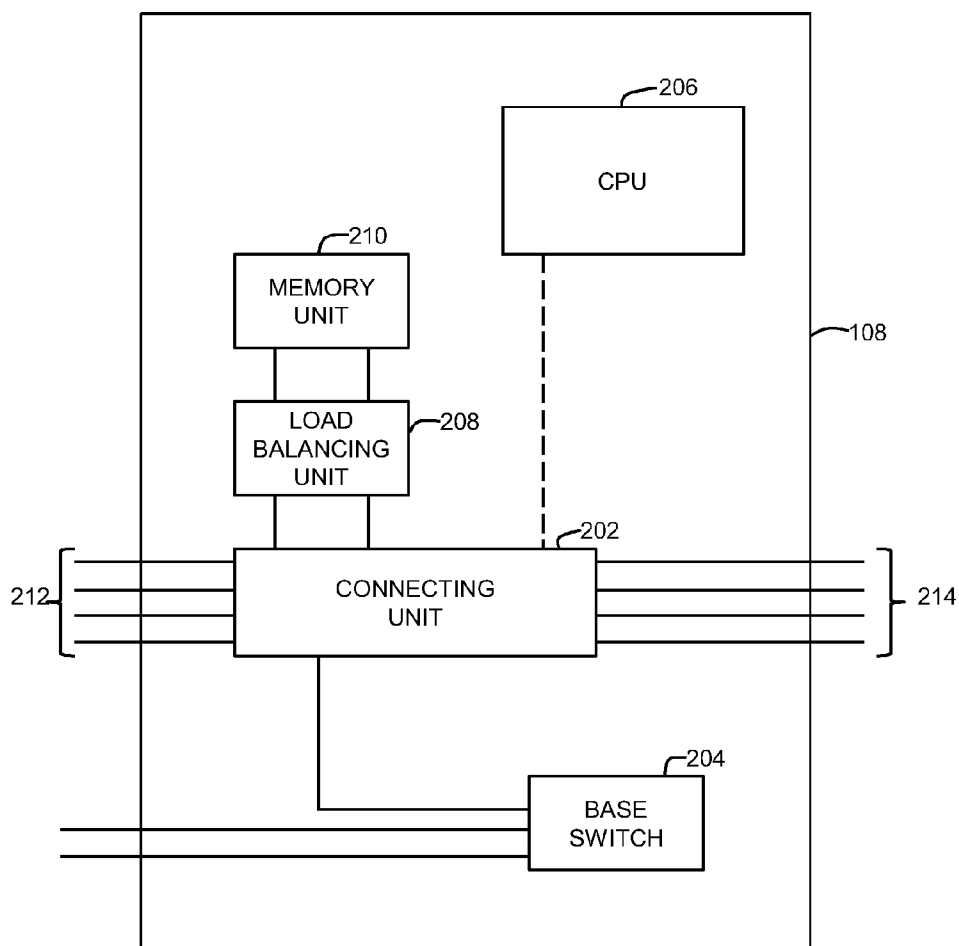 206
CPU
210
MEMORY
UNIT
108
LOAD
BALANCING
UNIT
208
202
CONNECTING
UNIT
212
214
204
BASE
SWITCH